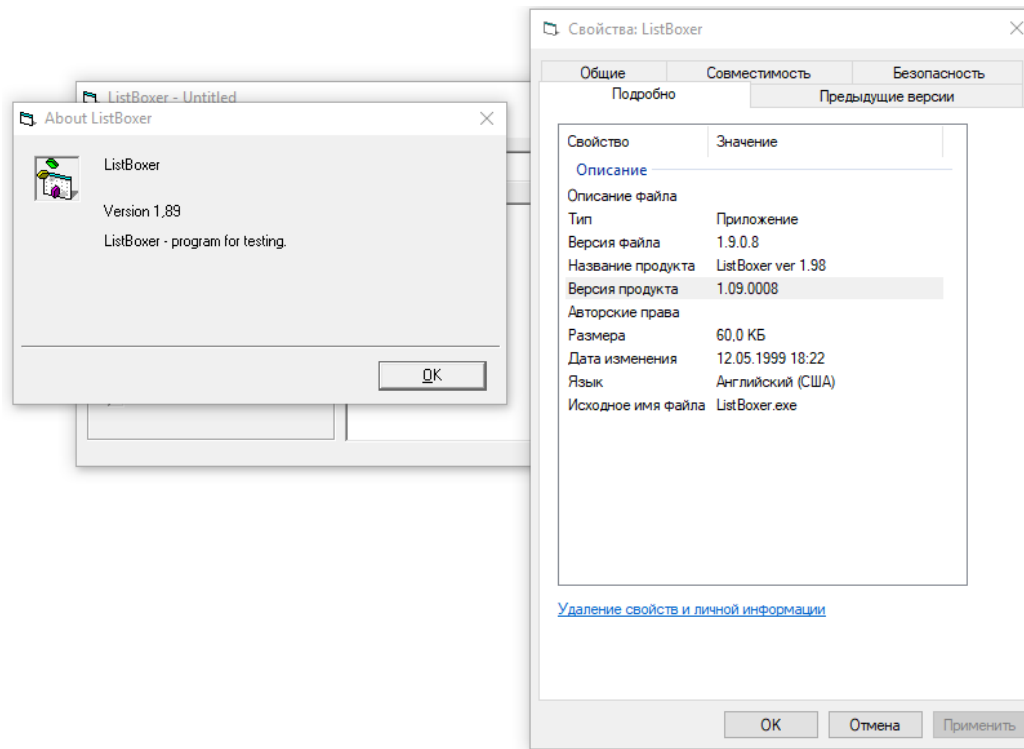 ListBoxer - Untitled
About ListBoxer
ListBoxer
Version 1,89
ListBoxer - program for testing.
OK
Свойства: ListBoxer
Общие Совместимость Безопасность
Подробно Предыдущие версии
Свойство Значение
Описание
Описание файла
Тип Приложение
Версия файла 1.9.0.8
Название продукта ListBoxer ver 1.98
Версия продукта 1.09.0008
Авторские права
Размера 60,0 КБ
Дата изменения 12.05.1999 18:22
Язык Английский (США)
Исходное имя файла ListBoxer.exe
Удаление свойств и личной информации
OK Отмена Применить